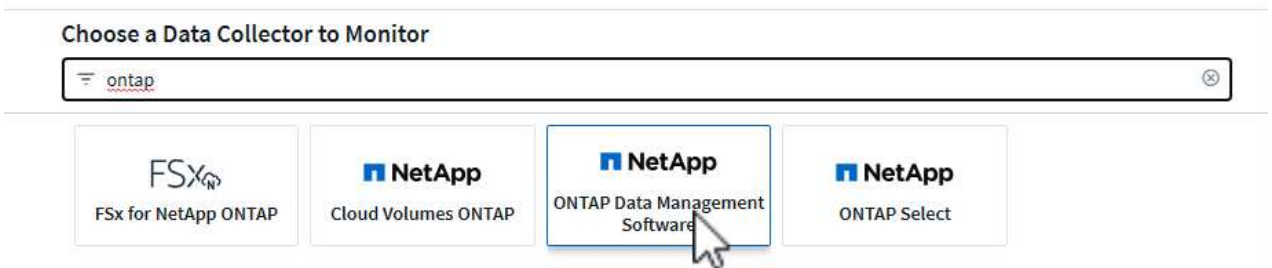 Choose a Data Collector to Monitor
ontap
FSx
N
FSx for NetApp ONTAP
NetApp
Cloud Volumes ONTAP
NetApp
ONTAP Data Management
Software
NetApp
ONTAP Select